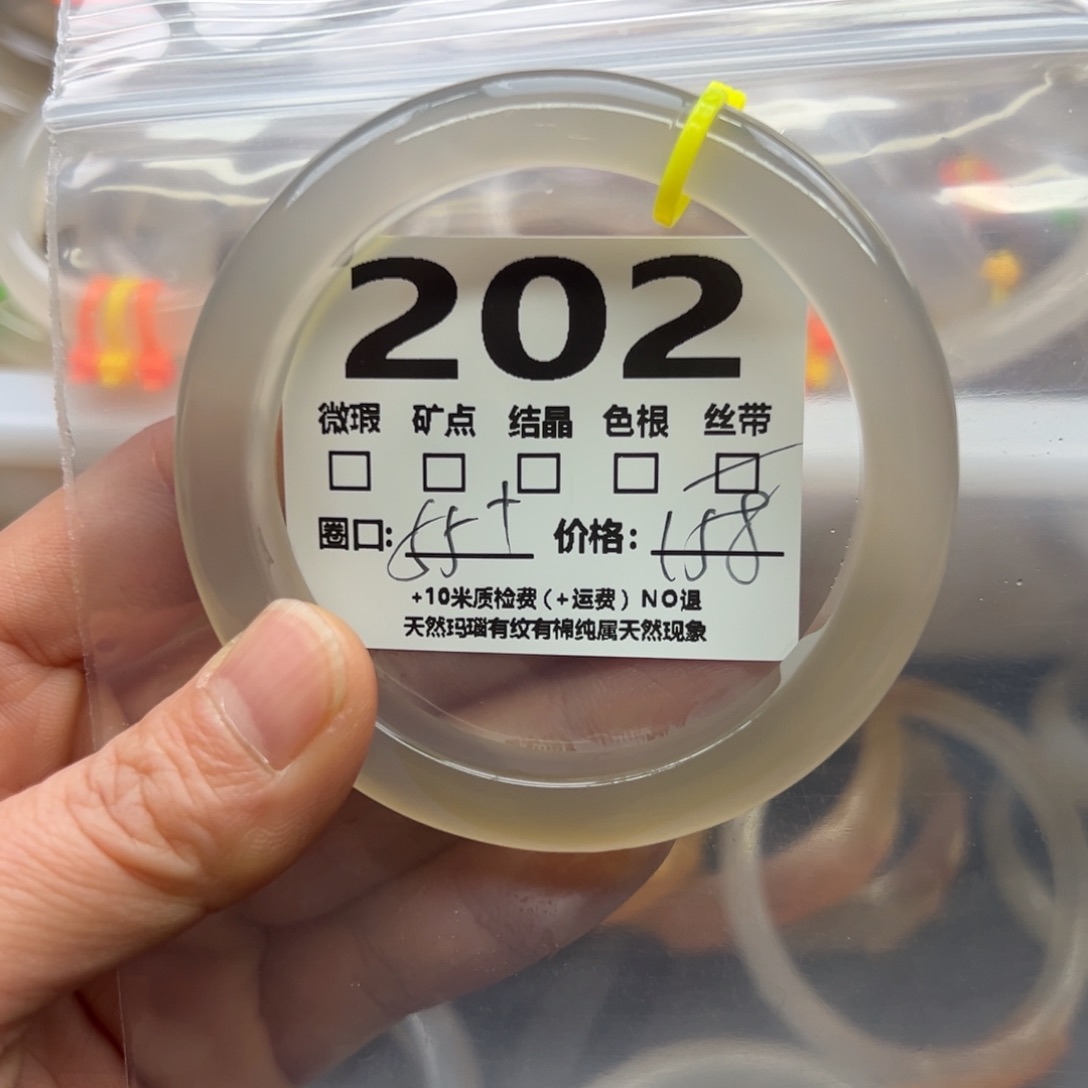 202
微瑕 矿点 结晶 色根 丝带
圈口: 55+ 价格: 158
+10米质检费(+运费) NO退
天然玛瑙有纹有棉纯属天然现象